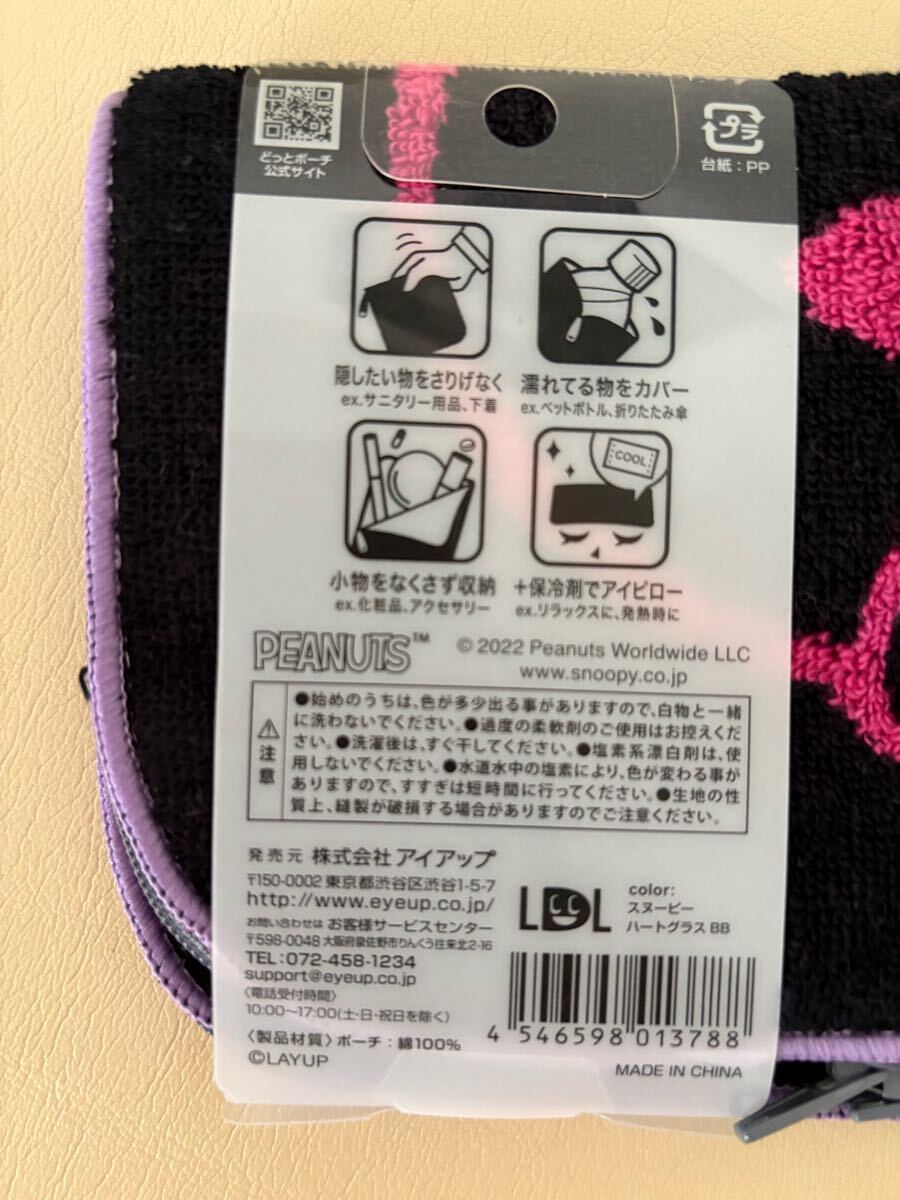 どっとポーチ
公式サイト
プラ
台紙：PP
隠したい物をさりげなく
ex.サニタリー用品、下着
濡れてる物をカバー
ex.ペットボトル、折りたたみ傘
COOL
小物をなくさず収納
ex.化粧品、アクセサリー
＋保冷剤でアイピロー
ex.リラックスに、発熱時に
PEANUTS™
© 2022 Peanuts Worldwide LLC
www.snoopy.co.jp
注意
●始めのうちは、色が多少出る事がありますので、白物と一緒
に洗わないでください。●過度の柔軟剤のご使用はお控えくだ
さい。●洗濯後は、すぐ干してください。●塩素系漂白剤は、使
用しないでください。●水道水中の塩素により、色が変わる事が
ありますので、すすぎは短時間に行ってください。●生地の性
質上、縫製が破損する場合がありますのでご注意ください。
発売元 株式会社 アイアップ
〒150-0002 東京都渋谷区渋谷1-5-7
http://www.eyeup.co.jp/
お問い合わせは お客様サービスセンター
〒598-0048 大阪府泉佐野市りんくう往来北2-16
TEL：072-458-1234
support@eyeup.co.jp
〈電話受付時間〉
10:00〜17:00(土・日・祝日を除く)
〈製品材質〉ポーチ：綿100%
©LAYUP
LDL
color:
スヌーピー
ハートグラス BB
4 546598 013788
MADE IN CHINA